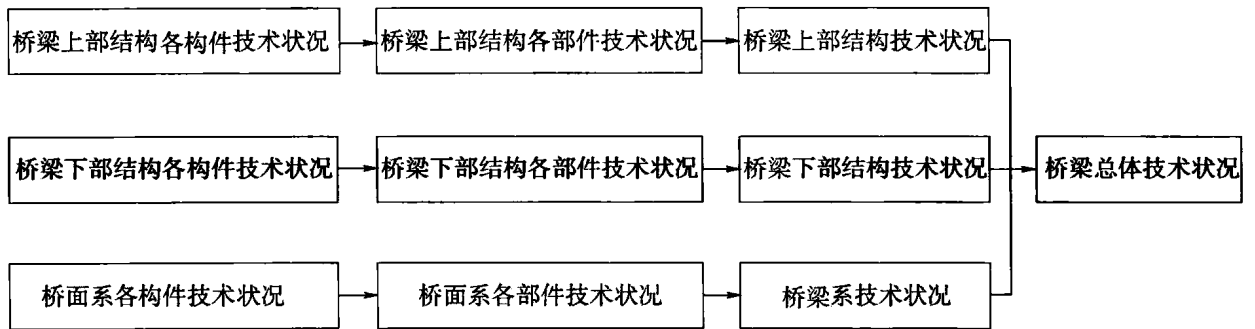 桥梁上部结构各构件技术状况
桥梁上部结构各部件技术状况
桥梁上部结构技术状况
桥梁下部结构各构件技术状况
桥梁下部结构各部件技术状况
桥梁下部结构技术状况
桥梁总体技术状况
桥面系各构件技术状况
桥面系各部件技术状况
桥梁系技术状况